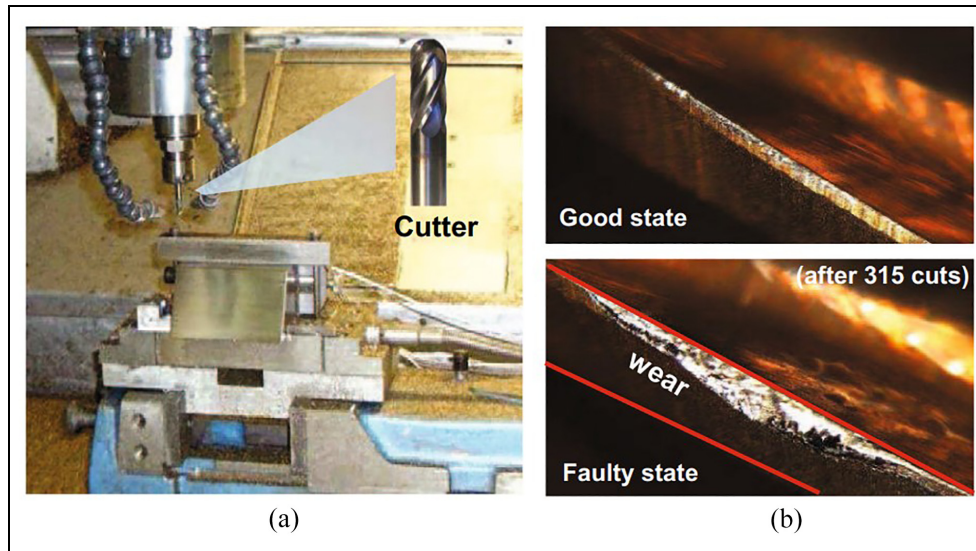 Cutter
Good state
(after 315 cuts)
wear
Faulty state
(a)
(b)